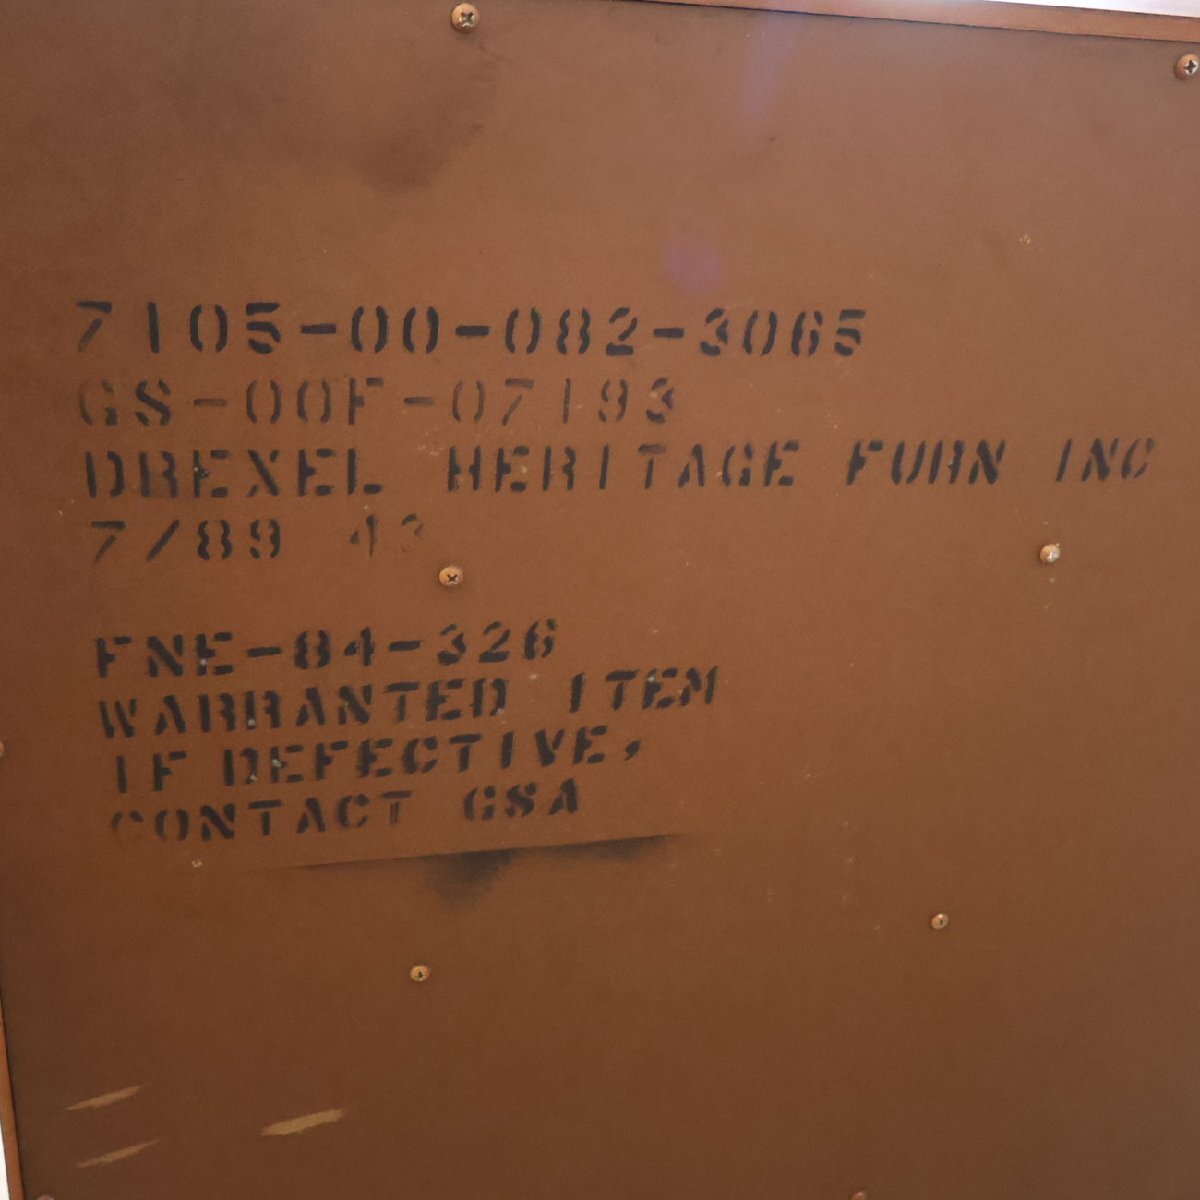 7105-00-082-3065
GS-00F-07193
DREXEL HERITAGE FURN INC
7/89
FNE-84-326
WARRANTED ITEM
IF DEFECTIVE,
CONTACT GSA